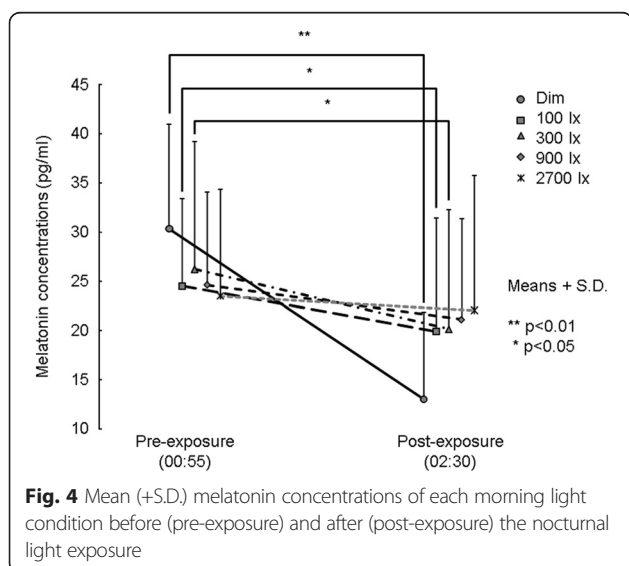 **
*
*
45
40
35
30
25
20
15
10
Melatonin concentrations (pg/ml)
Dim
100 lx
300 lx
900 lx
2700 lx
Means + S.D.
** p<0.01
* p<0.05
Pre-exposure
(00:55)
Post-exposure
(02:30)
Fig. 4 Mean (+S.D.) melatonin concentrations of each morning light
condition before (pre-exposure) and after (post-exposure) the nocturnal
light exposure